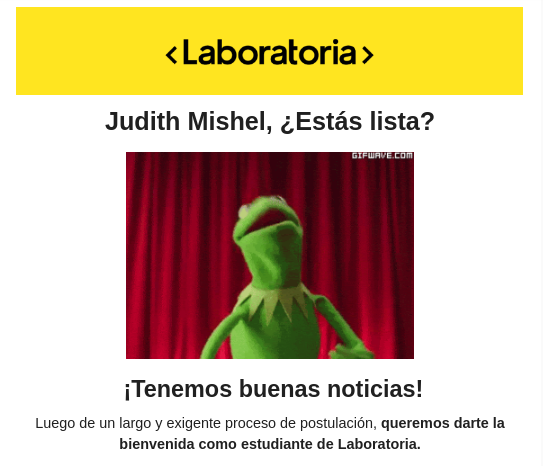 <Laboratoria>
Judith Mishel, ¿Estás lista?
GIFWAVE.COM
¡Tenemos buenas noticias!
Luego de un largo y exigente proceso de postulación, queremos darte la
bienvenida como estudiante de Laboratoria.